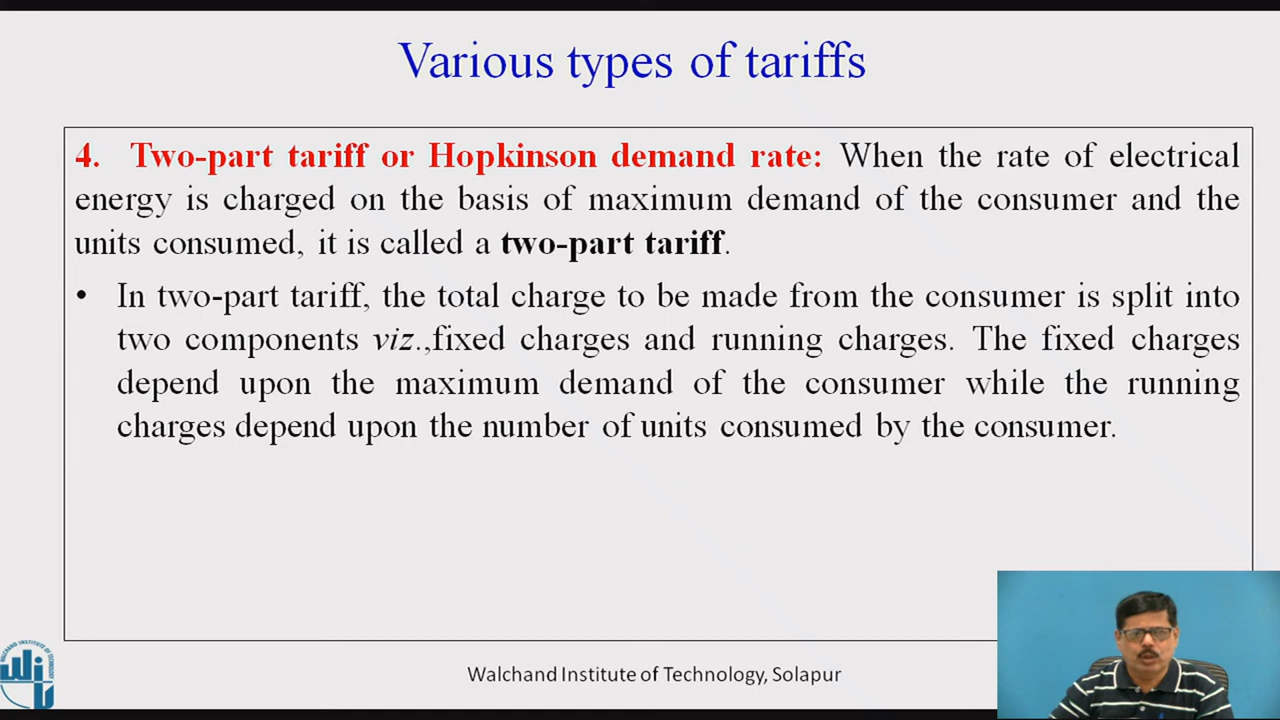 Various types of tariffs
4. Two-part tariff or Hopkinson demand rate: When the rate of electrical
energy is charged on the basis of maximum demand of the consumer and the
units consumed, it is called a two-part tariff.
• In two-part tariff, the total charge to be made from the consumer is split into
two components viz.,fixed charges and running charges. The fixed charges
depend upon the maximum demand of the consumer while the running
charges depend upon the number of units consumed by the consumer.
Walchand Institute of Technology, Solapur